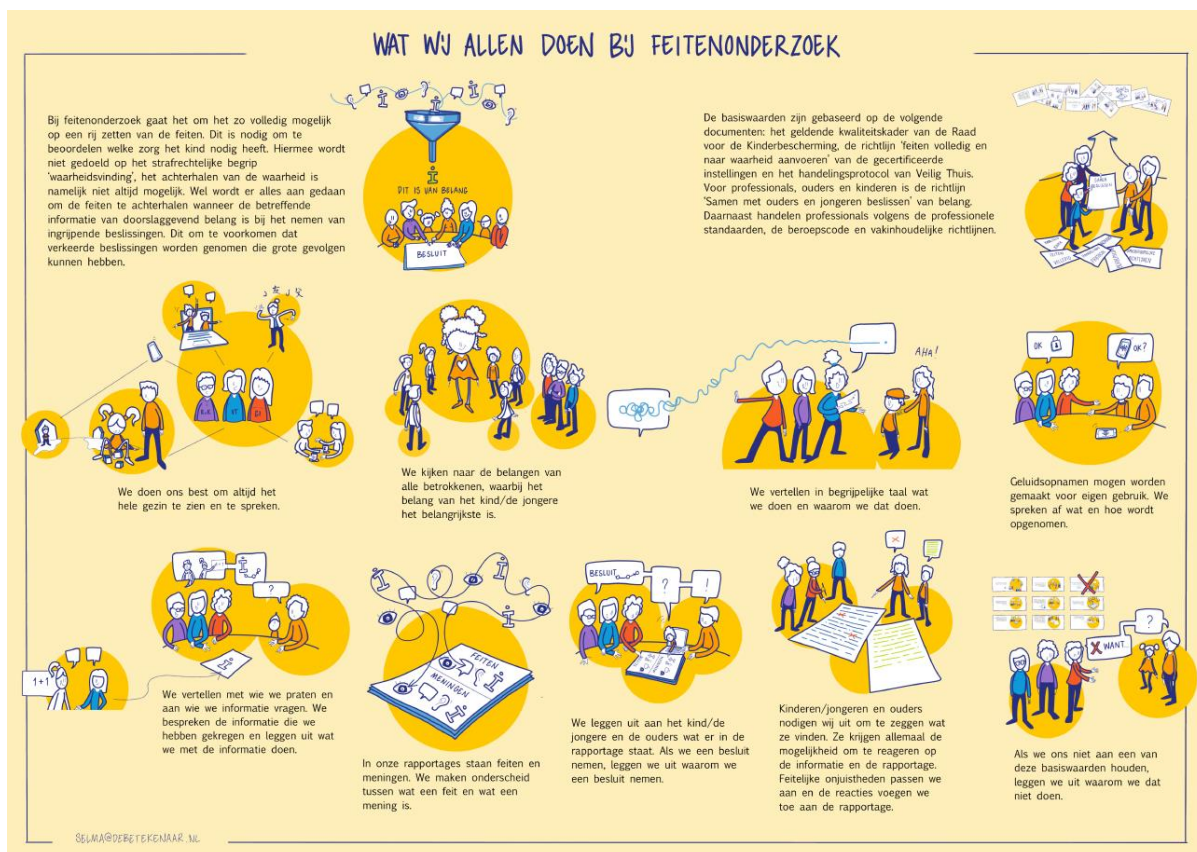 WAT WIJ ALLEN DOEN BIJ FEITENONDERZOEK
Bij feitenonderzoek gaat het om het zo volledig mogelijk
op een rij zetten van de feiten. Dit is nodig om te
beoordelen welke zorg het kind nodig heeft. Hiermee wordt
niet gedoeld op het strafrechtelijke begrip
'waarheidsvinding', het achterhalen van de waarheid is
namelijk niet altijd mogelijk. Wel wordt er alles aan gedaan
om de feiten te achterhalen wanneer de betreffende
informatie van doorslaggevend belang is bij het nemen van
ingrijpende beslissingen. Dit om te voorkomen dat
verkeerde beslissingen worden genomen die grote gevolgen
kunnen hebben.
DIT IS VAN BELANG
BESLUIT
De basiswaarden zijn gebaseerd op de volgende
documenten: het geldende kwaliteitskader van de Raad
voor de Kinderbescherming, de richtlijn 'feiten volledig en
naar waarheid aanvoeren' van de gecertificeerde
instellingen en het handelingsprotocol van Veilig Thuis.
Voor professionals, ouders en kinderen is de richtlijn
'Samen met ouders en jongeren beslissen' van belang.
Daarnaast handelen professionals volgens de professionele
standaarden, de beroepscode en vakinhoudelijke richtlijnen.
SAMEN
BESLISSEN
VT
GI
We doen ons best om altijd het
hele gezin te zien en te spreken.
We kijken naar de belangen van
alle betrokkenen, waarbij het
belang van het kind/de jongere
het belangrijkste is.
AHA!
We vertellen in begrijpelijke taal wat
we doen en waarom we dat doen.
OK
OK?
Geluidsopnamen mogen worden
gemaakt voor eigen gebruik. We
spreken af wat en hoe wordt
opgenomen.
1+1
i
?
We vertellen met wie we praten en
aan wie we informatie vragen. We
bespreken de informatie die we
hebben gekregen en leggen uit wat
we met de informatie doen.
FEITEN
MENINGEN
In onze rapportages staan feiten en
meningen. We maken onderscheid
tussen wat een feit en wat een
mening is.
BESLUIT
?
!
We leggen uit aan het kind/de
jongere en de ouders wat er in de
rapportage staat. Als we een besluit
nemen, leggen we uit waarom we
een besluit nemen.
Kinderen/jongeren en ouders
nodigen wij uit om te zeggen wat
ze vinden. Ze krijgen allemaal de
mogelijkheid om te reageren op
de informatie en de rapportage.
Feitelijke onjuistheden passen we
aan en de reacties voegen we
toe aan de rapportage.
WANT..
?
Als we ons niet aan een van
deze basiswaarden houden,
leggen we uit waarom we dat
niet doen.
SELMA@DEBETEKENAAR.NL